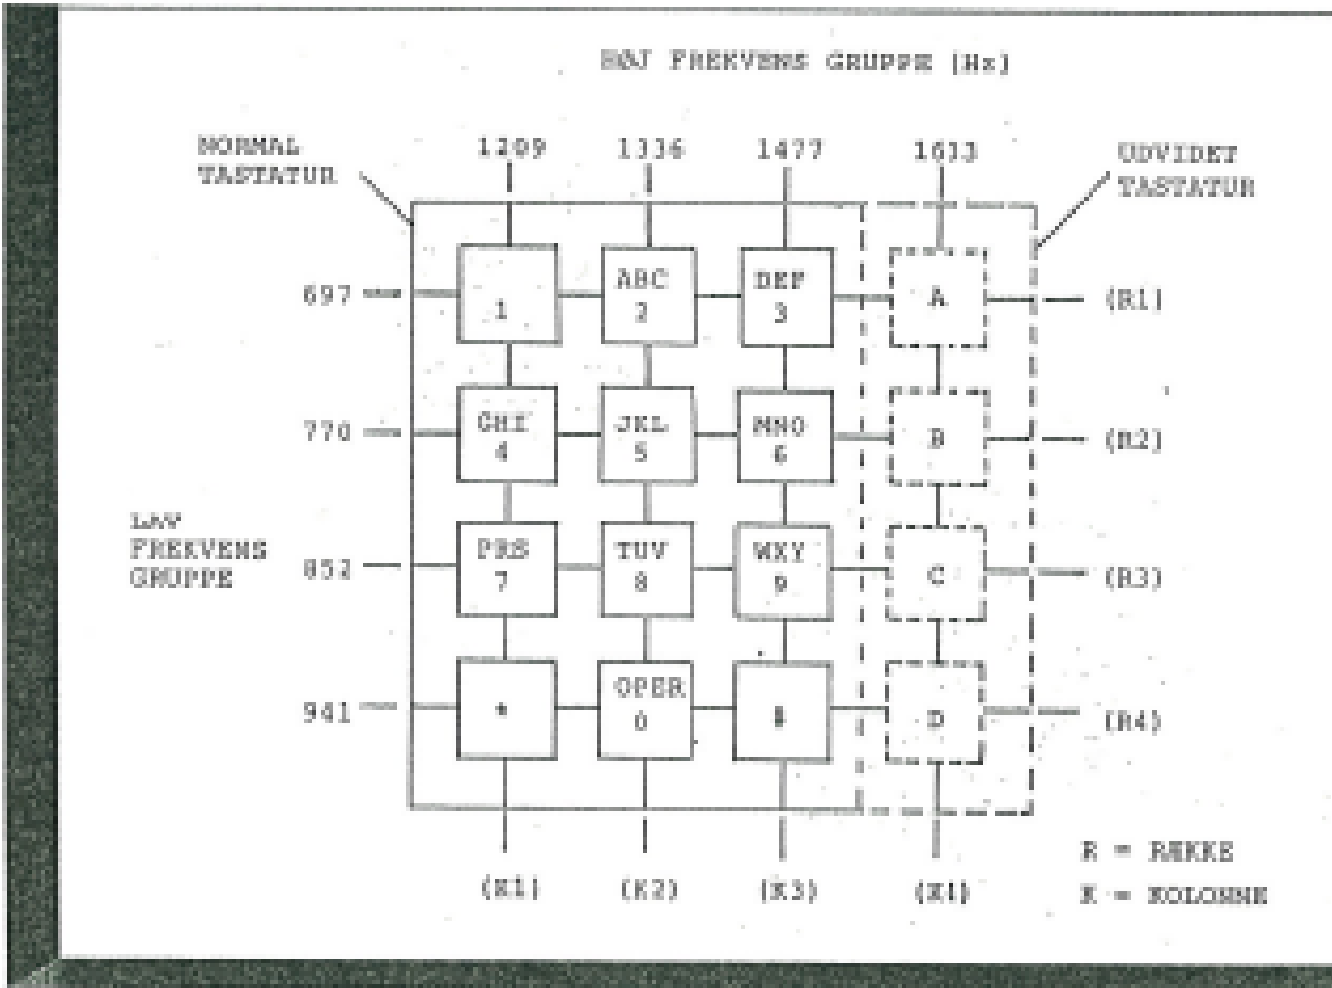 HØJ FREKVENS GRUPPE (Hz)
NORMAL
TASTATUR
1209 1336 1477 1633
UDVIDET
TASTATUR
697
1
ABC
2
DEF
3
A
(R1)
770
GHI
4
JKL
5
MNO
6
B
(R2)
LAV
FREKVENS
GRUPPE
852
PRS
7
TUV
8
WXY
9
C
(R3)
941
*
OPER
0
D
(R4)
(K1) (K2) (K3)
R = RÆKKE
K = KOLONNE